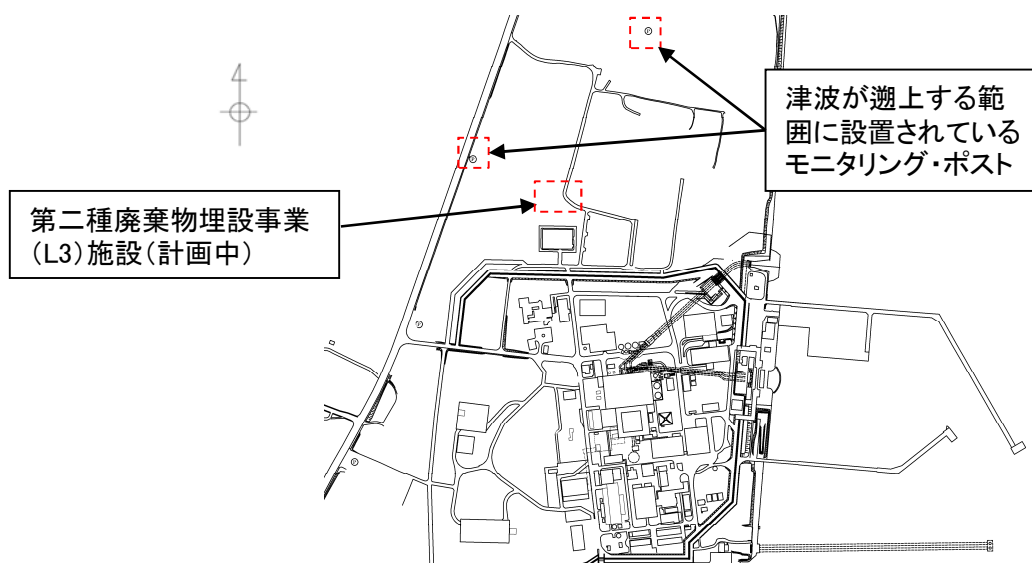 津波が遡上する範
囲に設置されている
モニタリング・ポスト
第二種廃棄物埋設事業
(L3)施設(計画中)